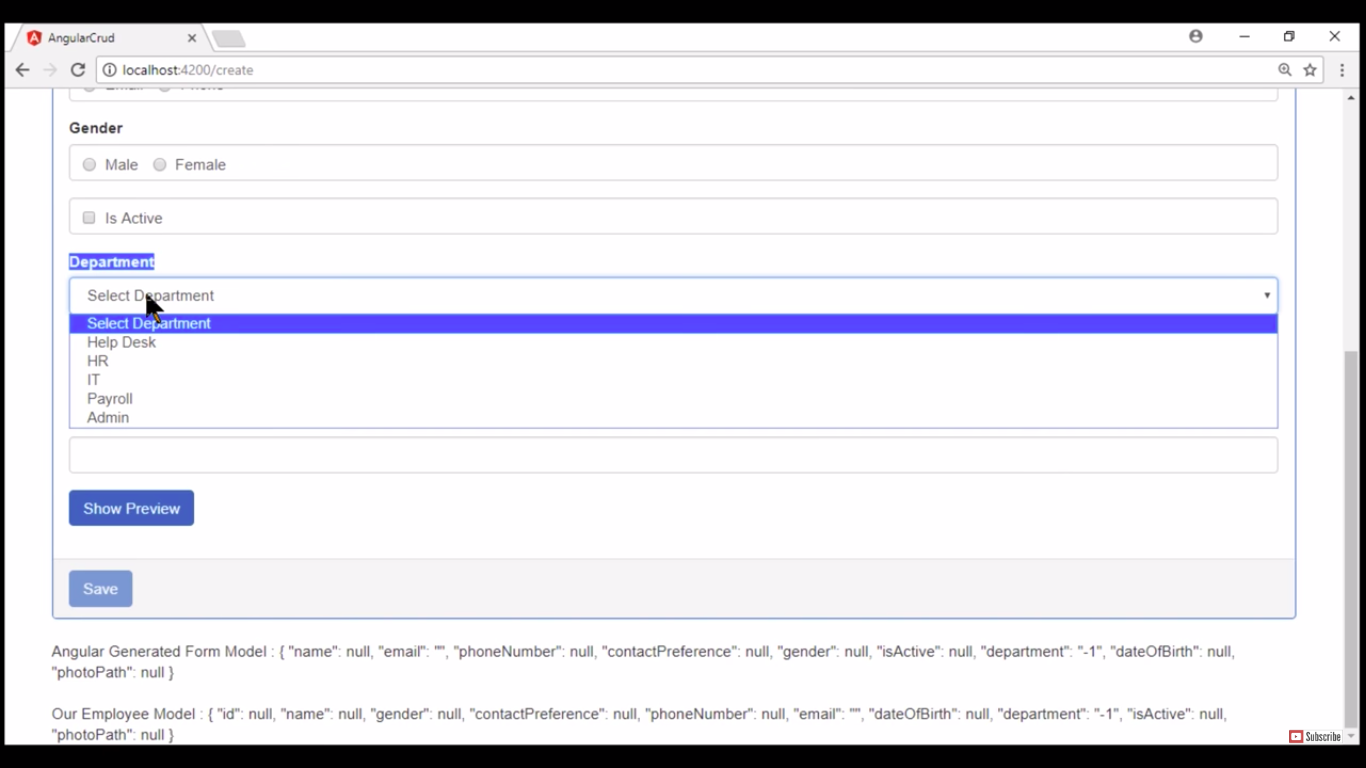 AngularCrud
localhost:4200/create
Email Phone
Gender
Male Female
Is Active
Department
Select Department
Select Department
Help Desk
HR
IT
Payroll
Admin
Show Preview
Save
Angular Generated Form Model : { "name": null, "email": "", "phoneNumber": null, "contactPreference": null, "gender": null, "isActive": null, "department": "-1", "dateOfBirth": null,
"photoPath": null }
Our Employee Model : { "id": null, "name": null, "gender": null, "contactPreference": null, "phoneNumber": null, "email": "", "dateOfBirth": null, "department": "-1", "isActive": null,
"photoPath": null }
Subscribe